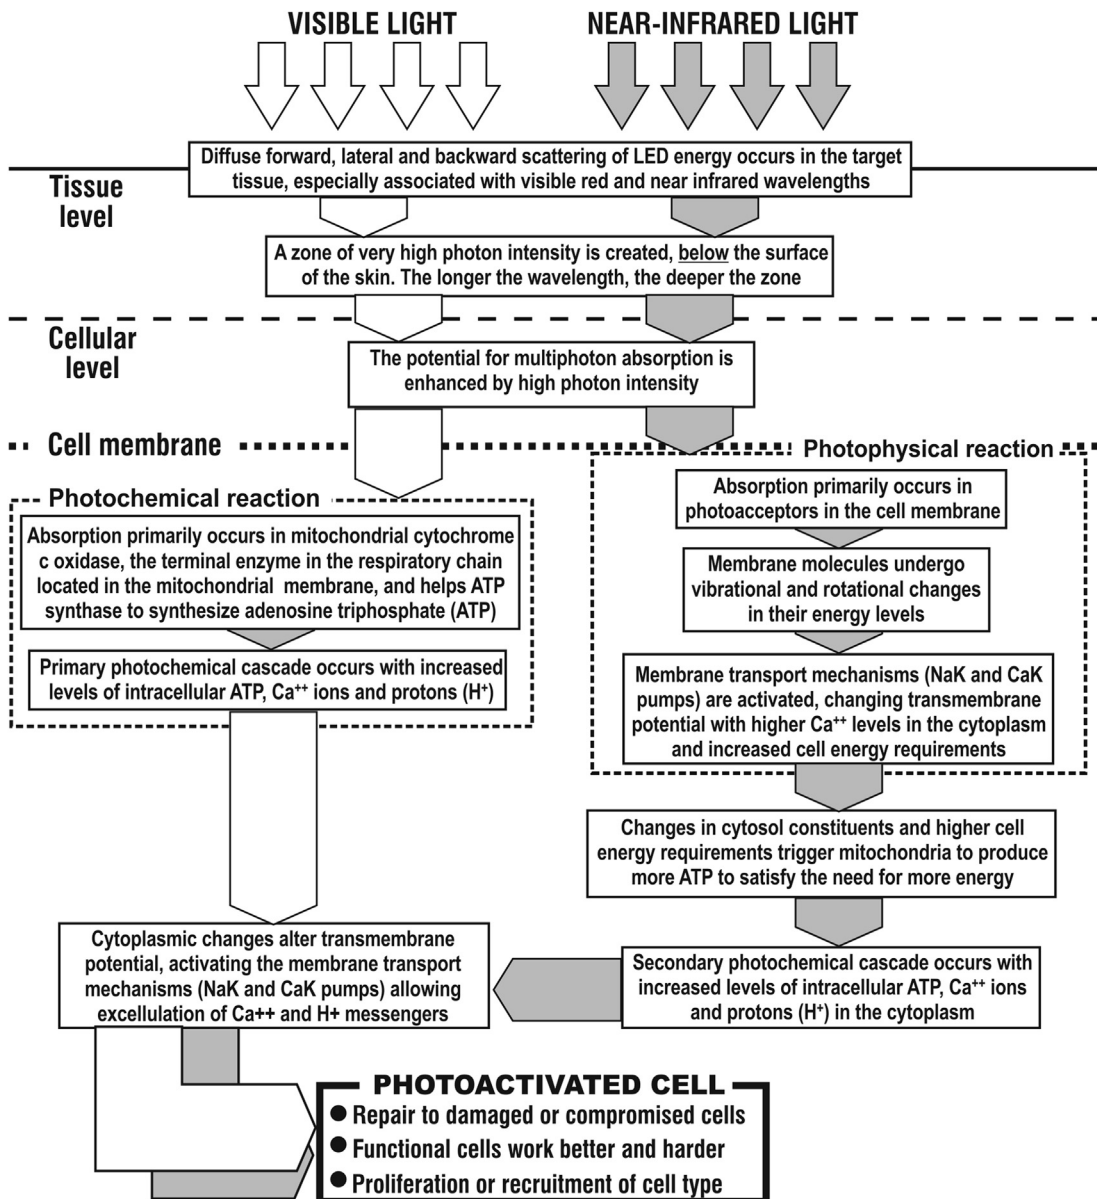 VISIBLE LIGHT
NEAR-INFRARED LIGHT
Diffuse forward, lateral and backward scattering of LED energy occurs in the target
tissue, especially associated with visible red and near infrared wavelengths
Tissue
level
A zone of very high photon intensity is created, below the surface
of the skin. The longer the wavelength, the deeper the zone
Cellular
level
The potential for multiphoton absorption is
enhanced by high photon intensity
Cell membrane
Photochemical reaction
Absorption primarily occurs in mitochondrial cytochrome
c oxidase, the terminal enzyme in the respiratory chain
located in the mitochondrial membrane, and helps ATP
synthase to synthesize adenosine triphosphate (ATP)
Primary photochemical cascade occurs with increased
levels of intracellular ATP, Ca⁺⁺ ions and protons (H⁺)
Photophysical reaction
Absorption primarily occurs in
photoacceptors in the cell membrane
Membrane molecules undergo
vibrational and rotational changes
in their energy levels
Membrane transport mechanisms (NaK and CaK
pumps) are activated, changing transmembrane
potential with higher Ca⁺⁺ levels in the cytoplasm
and increased cell energy requirements
Changes in cytosol constituents and higher cell
energy requirements trigger mitochondria to produce
more ATP to satisfy the need for more energy
Secondary photochemical cascade occurs with
increased levels of intracellular ATP, Ca⁺⁺ ions
and protons (H⁺) in the cytoplasm
Cytoplasmic changes alter transmembrane
potential, activating the membrane transport
mechanisms (NaK and CaK pumps) allowing
excellulation of Ca++ and H+ messengers
PHOTOACTIVATED CELL
● Repair to damaged or compromised cells
● Functional cells work better and harder
● Proliferation or recruitment of cell type